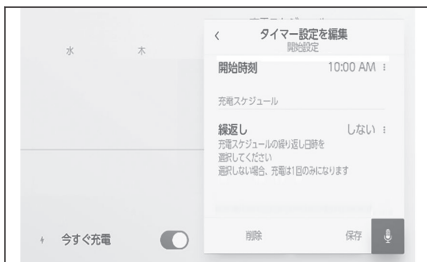 水 木
タイマー設定を編集
開始設定
開始時刻 10:00 AM
充電スケジュール
繰返し しない
充電スケジュールの繰り返し日時を
選択してください
選択しない場合、充電は1回のみになります
今すぐ充電
削除 保存